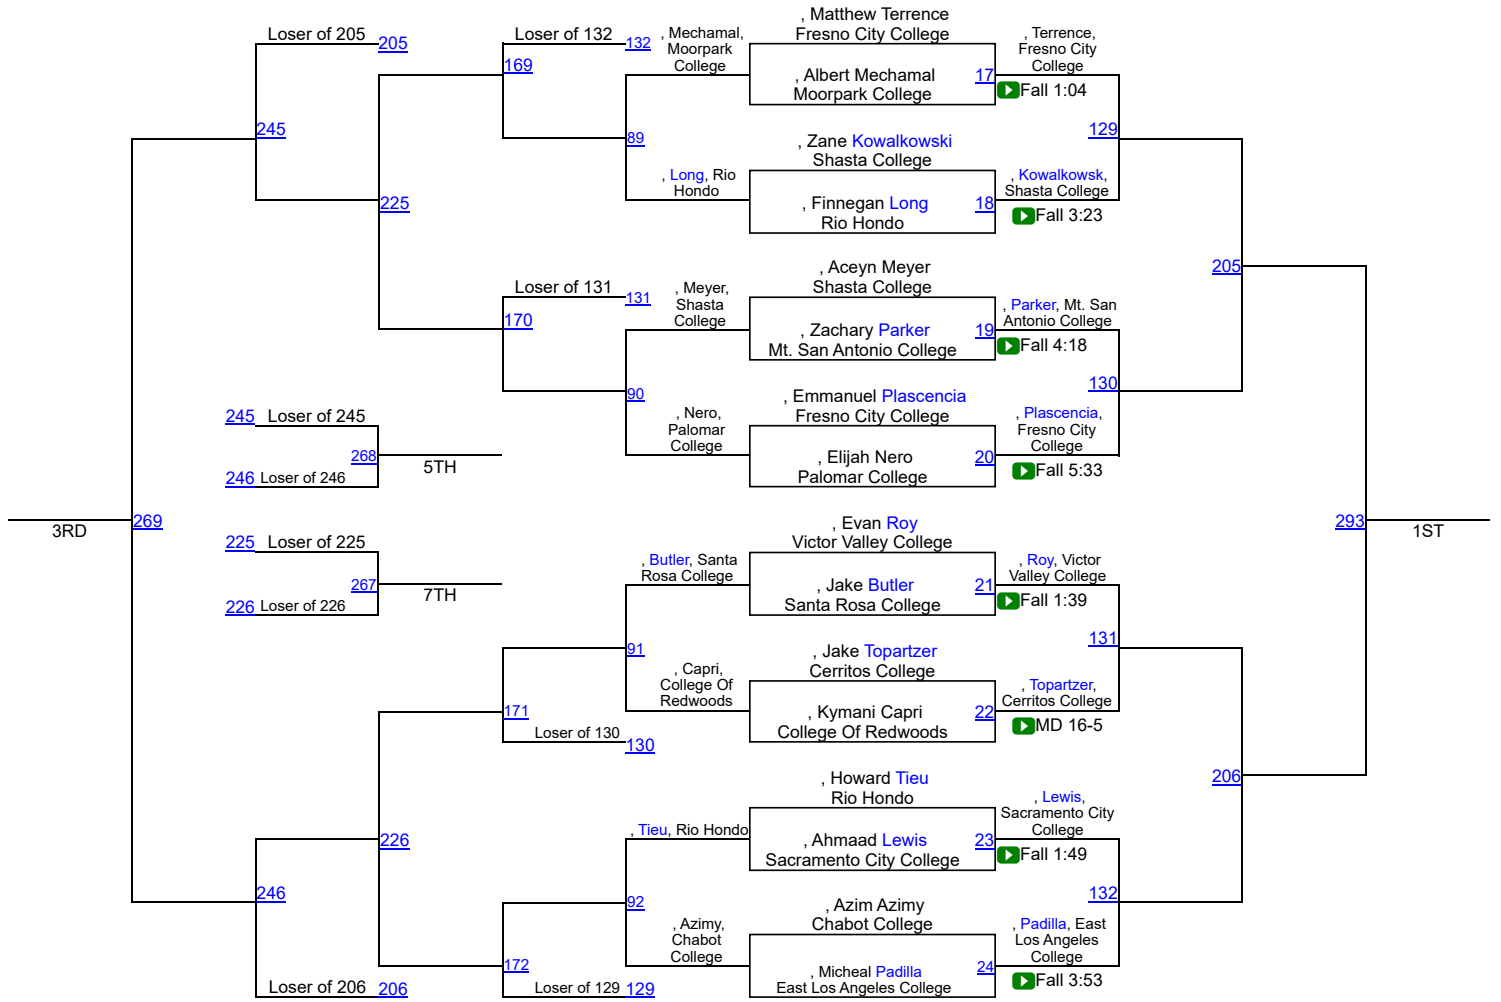 Loser of 205
205
245
225
169
Loser of 132
132
89
, Mechamal,
Moorpark
College
, Long, Rio
Hondo
, Matthew Terrence
Fresno City College
, Albert Mechamal
Moorpark College
17
, Terrence,
Fresno City
College
Fall 1:04
129
, Zane Kowalkowski
Shasta College
, Finnegan Long
Rio Hondo
18
, Kowalkowsk,
Shasta College
Fall 3:23
205
170
Loser of 131
131
90
, Meyer,
Shasta
College
, Nero,
Palomar
College
, Aceyn Meyer
Shasta College
, Zachary Parker
Mt. San Antonio College
19
, Parker, Mt. San
Antonio College
Fall 4:18
130
, Emmanuel Plascencia
Fresno City College
, Elijah Nero
Palomar College
20
, Plascencia,
Fresno City
College
Fall 5:33
245
Loser of 245
268
5TH
246
Loser of 246
3RD
269
293
1ST
225
Loser of 225
267
7TH
226
Loser of 226
, Butler, Santa
Rosa College
91
, Capri,
College Of
Redwoods
171
Loser of 130
130
, Evan Roy
Victor Valley College
, Jake Butler
Santa Rosa College
21
, Roy, Victor
Valley College
Fall 1:39
131
, Jake Topartzer
Cerritos College
, Kymani Capri
College Of Redwoods
22
, Topartzer,
Cerritos College
MD 16-5
206
226
246
, Tieu, Rio Hondo
92
, Azimy,
Chabot
College
172
Loser of 129
129
Loser of 206
206
, Howard Tieu
Rio Hondo
, Ahmaad Lewis
Sacramento City College
23
, Lewis,
Sacramento City
College
Fall 1:49
132
, Azim Azimy
Chabot College
, Micheal Padilla
East Los Angeles College
24
, Padilla, East
Los Angeles
College
Fall 3:53